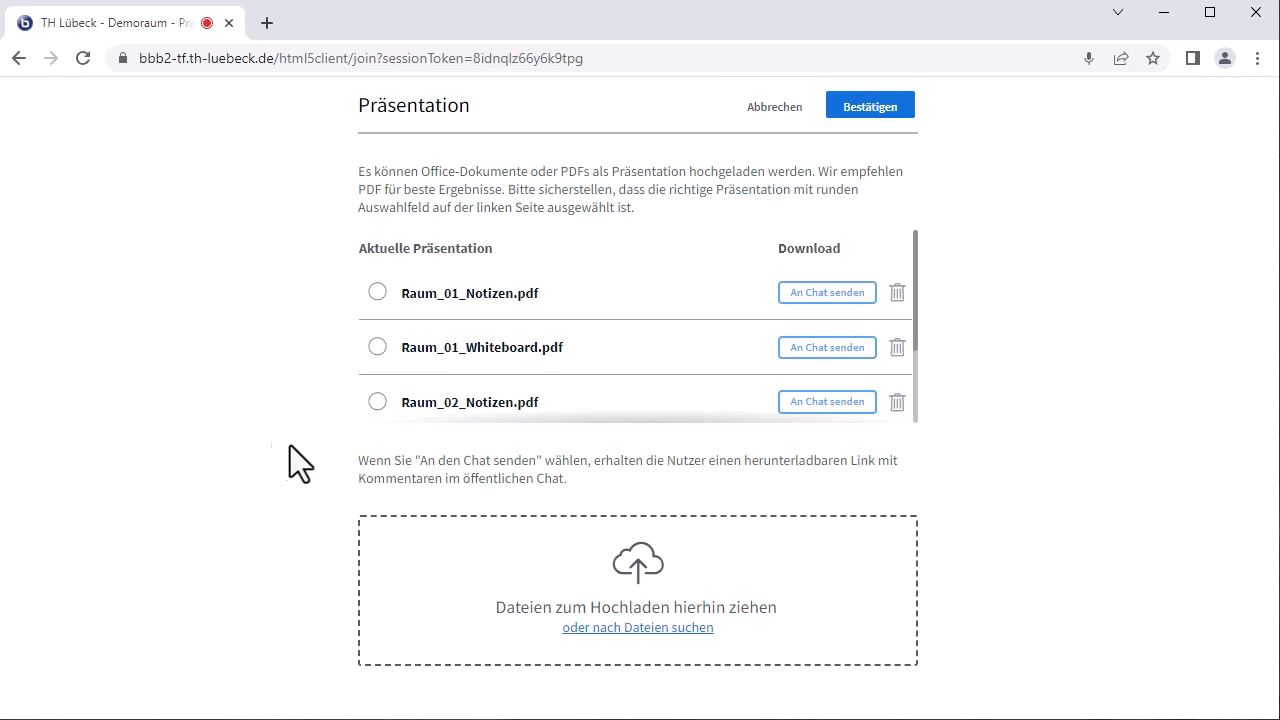 TH Lübeck - Demoraum - Pr
bbb2-tf.th-luebeck.de/html5client/join?sessionToken=8idnqlz66y6k9tpg
Präsentation
Abbrechen
Bestätigen
Es können Office-Dokumente oder PDFs als Präsentation hochgeladen werden. Wir empfehlen
PDF für beste Ergebnisse. Bitte sicherstellen, dass die richtige Präsentation mit runden
Auswahlfeld auf der linken Seite ausgewählt ist.
Aktuelle Präsentation
Download
Raum_01_Notizen.pdf
An Chat senden
Raum_01_Whiteboard.pdf
An Chat senden
Raum_02_Notizen.pdf
An Chat senden
Wenn Sie "An den Chat senden" wählen, erhalten die Nutzer einen herunterladbaren Link mit
Kommentaren im öffentlichen Chat.
Dateien zum Hochladen hierhin ziehen
oder nach Dateien suchen